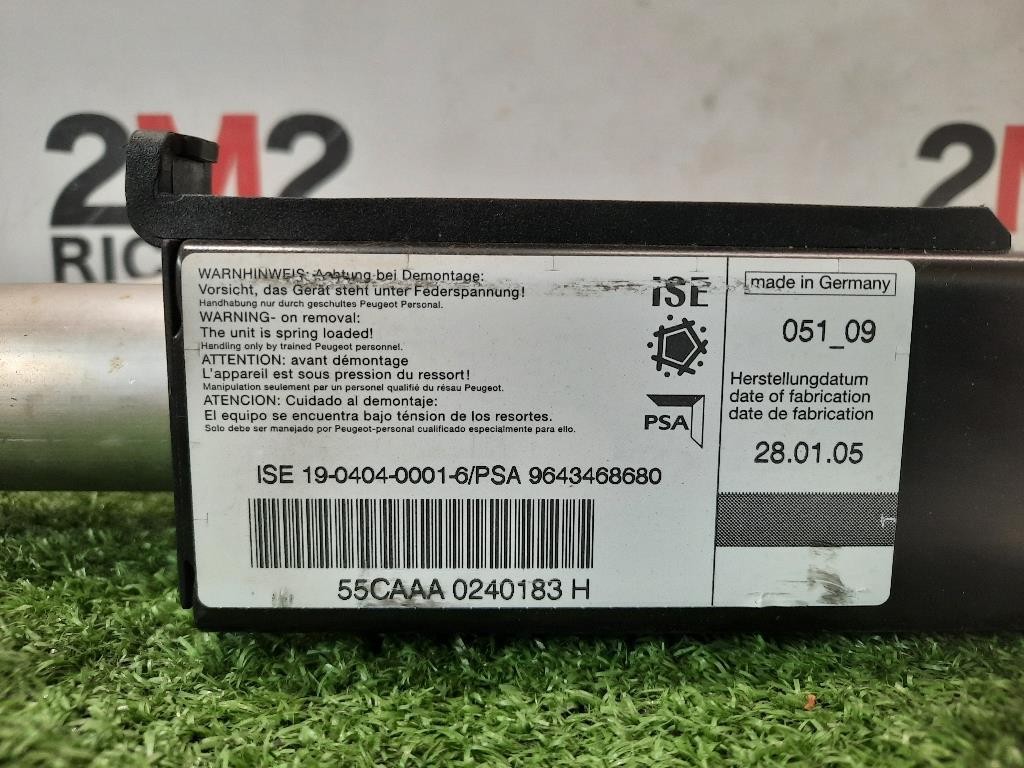 2M2
RIC
2
WARNHINWEIS: Achtung bei Demontage:
Vorsicht, das Gerät steht unter Federspannung!
Handhabung nur durch geschultes Peugeot Personal.
WARNING- on removal:
The unit is spring loaded!
Handling only by trained Peugeot personnel.
ATTENTION: avant démontage
L'appareil est sous pression du ressort!
Manipulation seulement par un personel qualifié du résau Peugeot.
ATENCION: Cuidado al demontaje:
El equipo se encuentra bajo ténsion de los resortes.
Solo debe ser manejado por Peugeot-personal cualificado especialmente para ello.
iSE
PSA
ISE 19-0404-0001-6/PSA 9643468680
55CAAA 0240183 H
made in Germany
051_09
Herstellungdatum
date of fabrication
date de fabrication
28.01.05